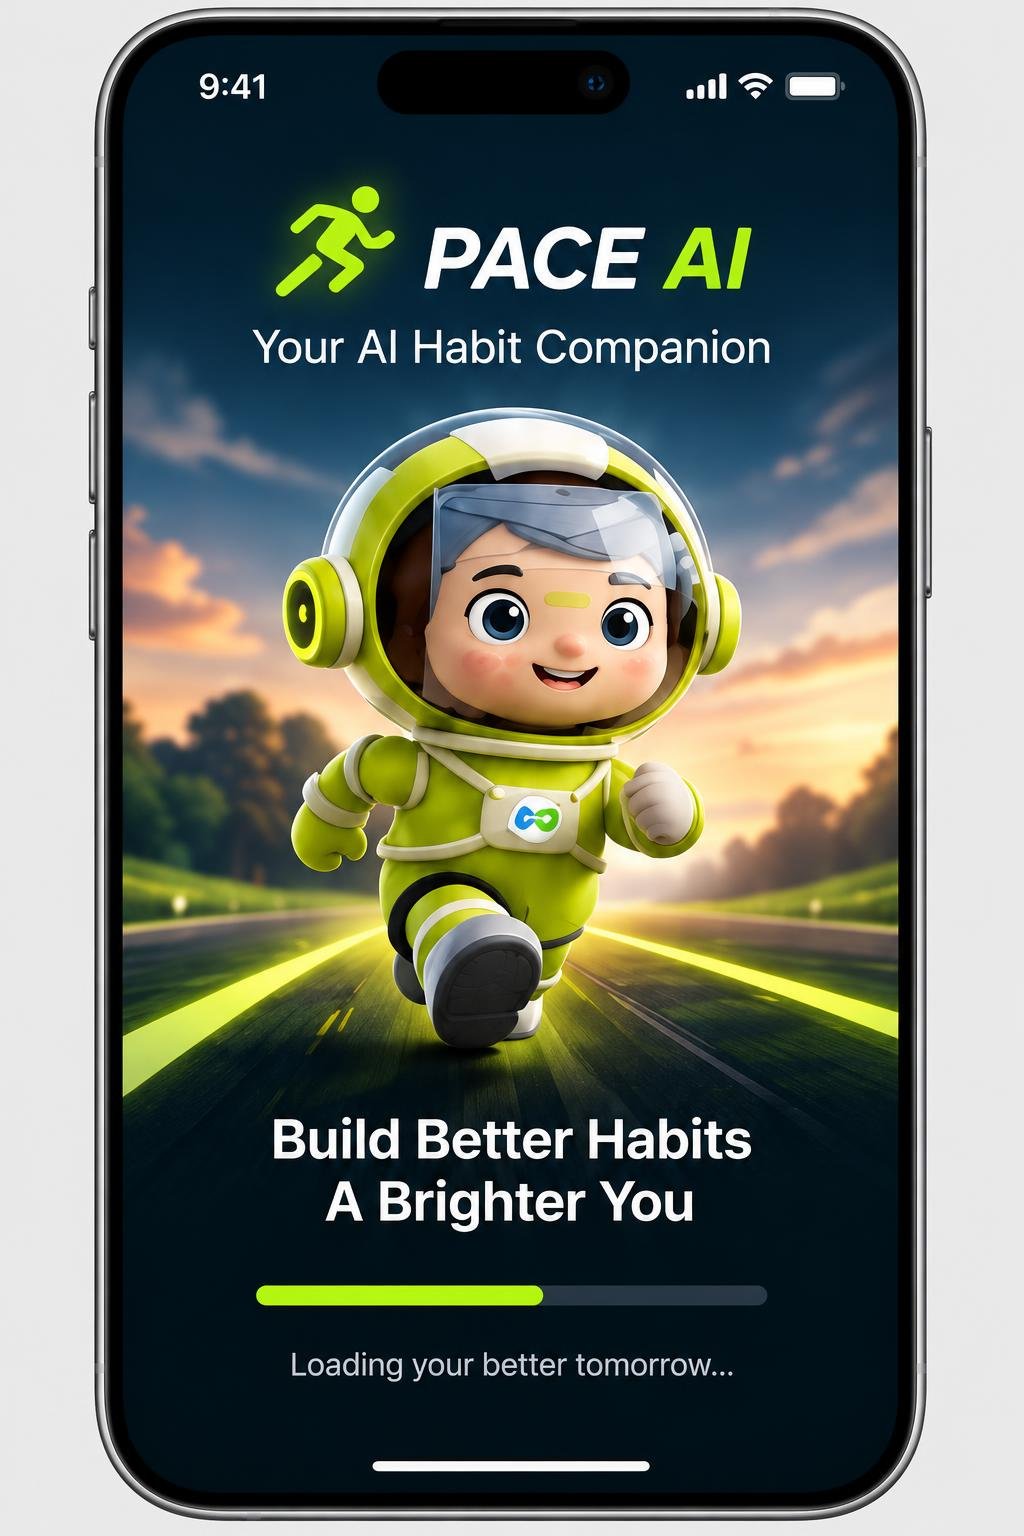 9:41
PACE AI
Your AI Habit Companion
Build Better Habits
A Brighter You
Loading your better tomorrow...